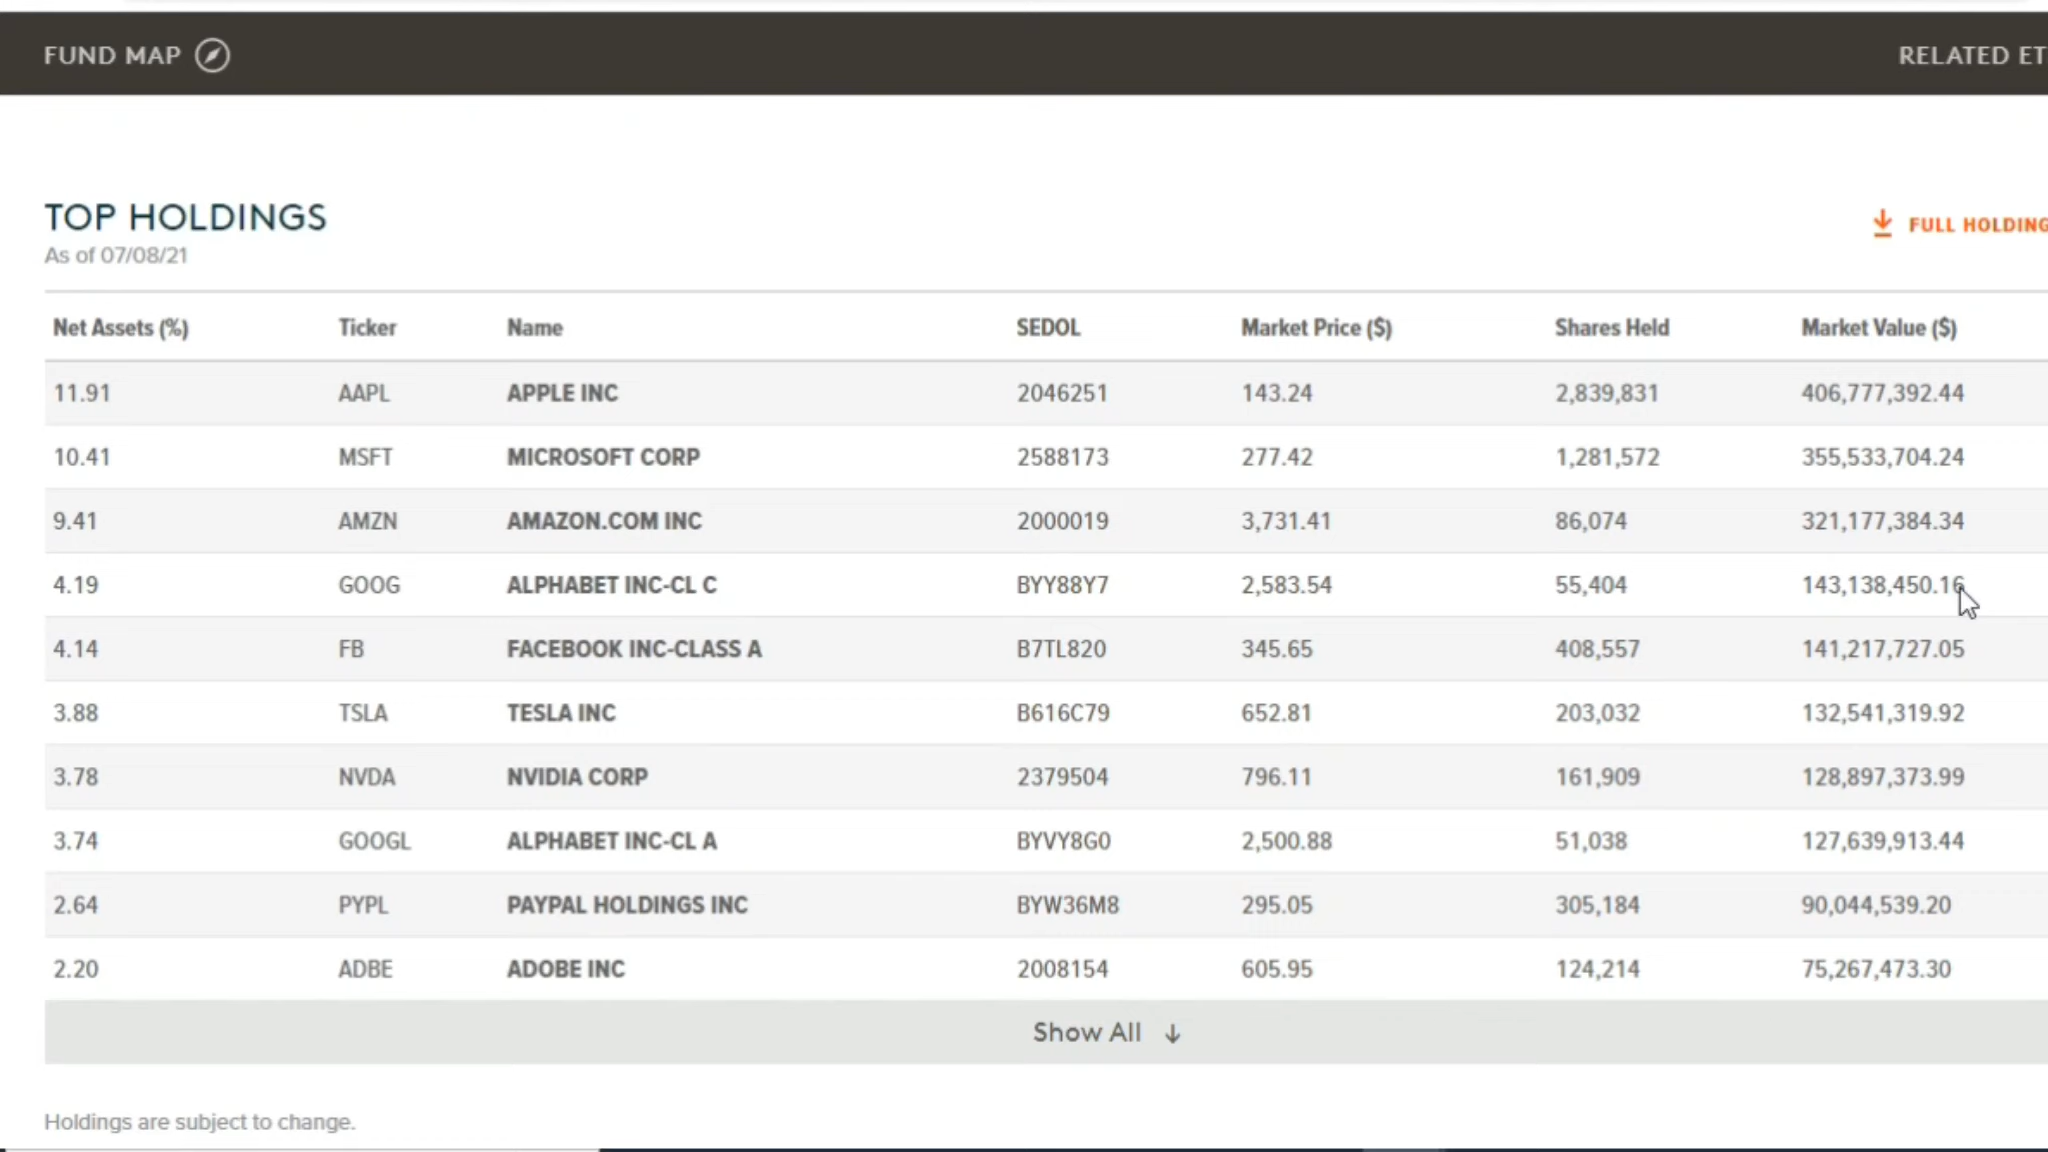 FUND MAP
RELATED ET
TOP HOLDINGS
As of 07/08/21
FULL HOLDING
Net Assets (%) Ticker Name SEDOL Market Price ($) Shares Held Market Value ($)
11.91 AAPL APPLE INC 2046251 143.24 2,839,831 406,777,392.44
10.41 MSFT MICROSOFT CORP 2588173 277.42 1,281,572 355,533,704.24
9.41 AMZN AMAZON.COM INC 2000019 3,731.41 86,074 321,177,384.34
4.19 GOOG ALPHABET INC-CL C BYY88Y7 2,583.54 55,404 143,138,450.16
4.14 FB FACEBOOK INC-CLASS A B7TL820 345.65 408,557 141,217,727.05
3.88 TSLA TESLA INC B616C79 652.81 203,032 132,541,319.92
3.78 NVDA NVIDIA CORP 2379504 796.11 161,909 128,897,373.99
3.74 GOOGL ALPHABET INC-CL A BYVY8G0 2,500.88 51,038 127,639,913.44
2.64 PYPL PAYPAL HOLDINGS INC BYW36M8 295.05 305,184 90,044,539.20
2.20 ADBE ADOBE INC 2008154 605.95 124,214 75,267,473.30
Show All
Holdings are subject to change.